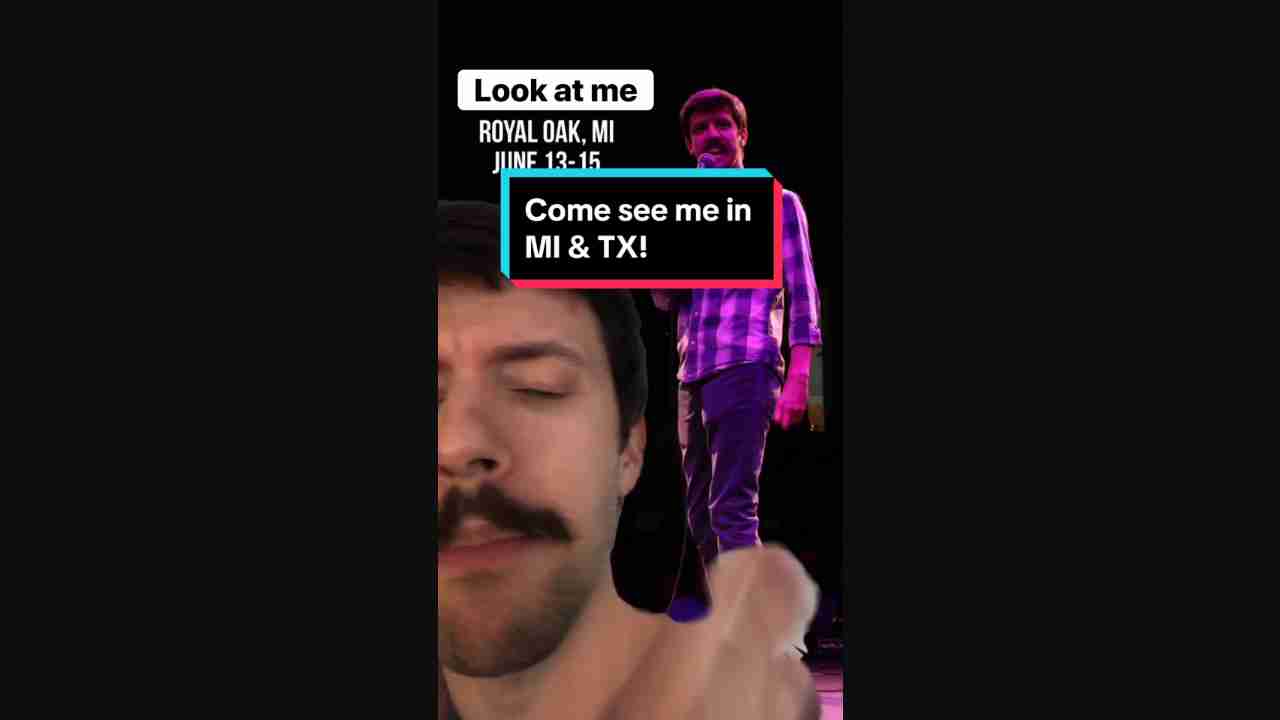 Look at me
ROYAL OAK, MI
JUNE 13-15
Come see me in
MI & TX!